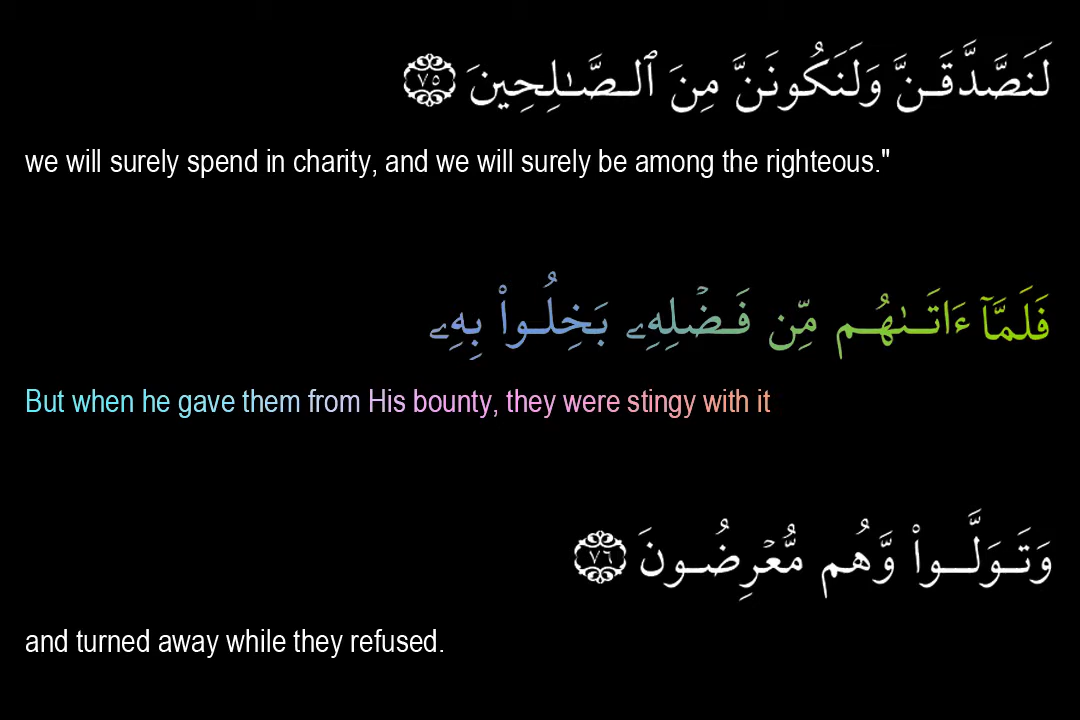 لَنَصَّدَّقَنَّ وَلَنَكُونَنَّ مِنَ ٱلصَّـٰلِحِينَ ٧٥
we will surely spend in charity, and we will surely be among the righteous."
فَلَمَّآ ءَاتَىٰهُم مِّن فَضْلِهِۦ بَخِلُوا۟ بِهِۦ
But when he gave them from His bounty, they were stingy with it
وَتَوَلَّوا۟ وَّهُم مُّعْرِضُونَ ٧٦
and turned away while they refused.